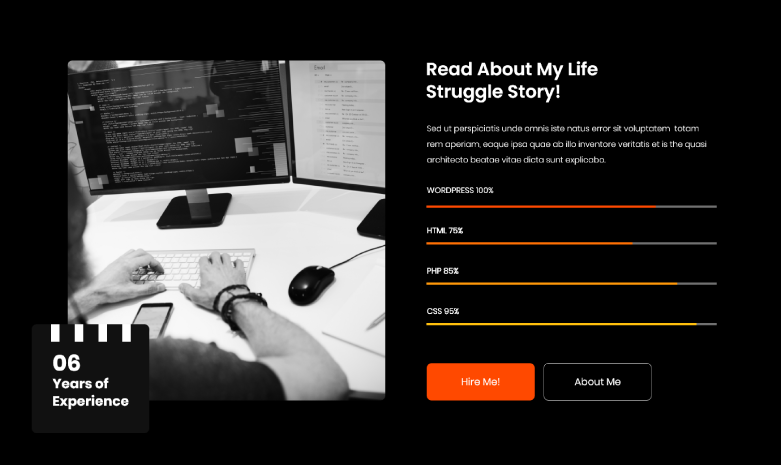 Read About My Life
Struggle Story!
Sed ut perspiciatis unde omnis iste natus error sit voluptatem totam
rem aperiam, eaque ipsa quae ab illo inventore veritatis et is the quasi
architecto beatae vitae dicta sunt explicabo.
WORDPRESS 100%
HTML 75%
PHP 85%
CSS 95%
Hire Me!
About Me
06
Years of
Experience